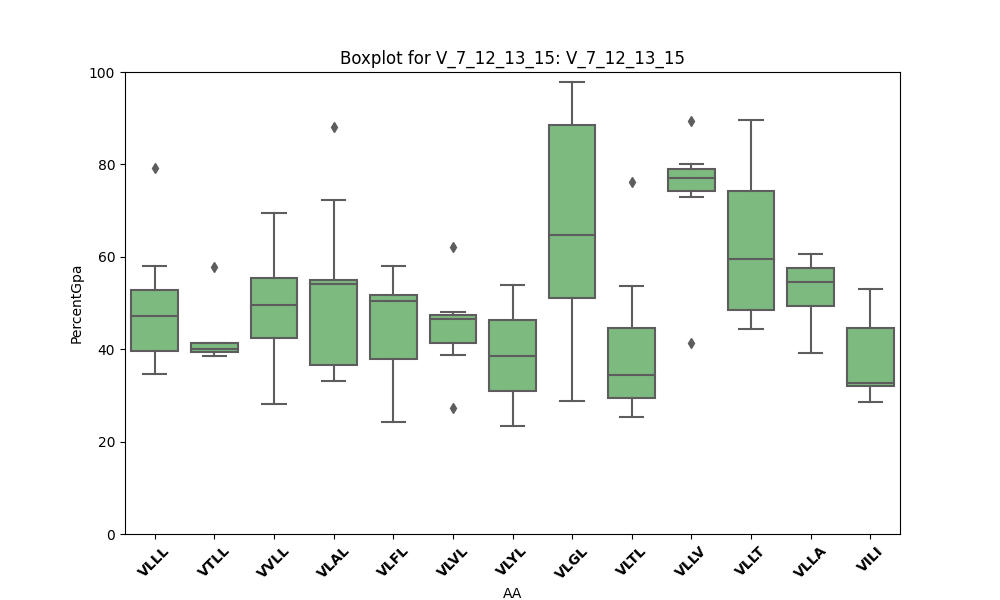 Boxplot for V_7_12_13_15: V_7_12_13_15
100
80
60
40
20
0
PercentGpa
VLLL VTLL VVLL VLAL VLFL VLVL VLYL VLGL VLTL VLLV VLLT VLLA VILI
AA